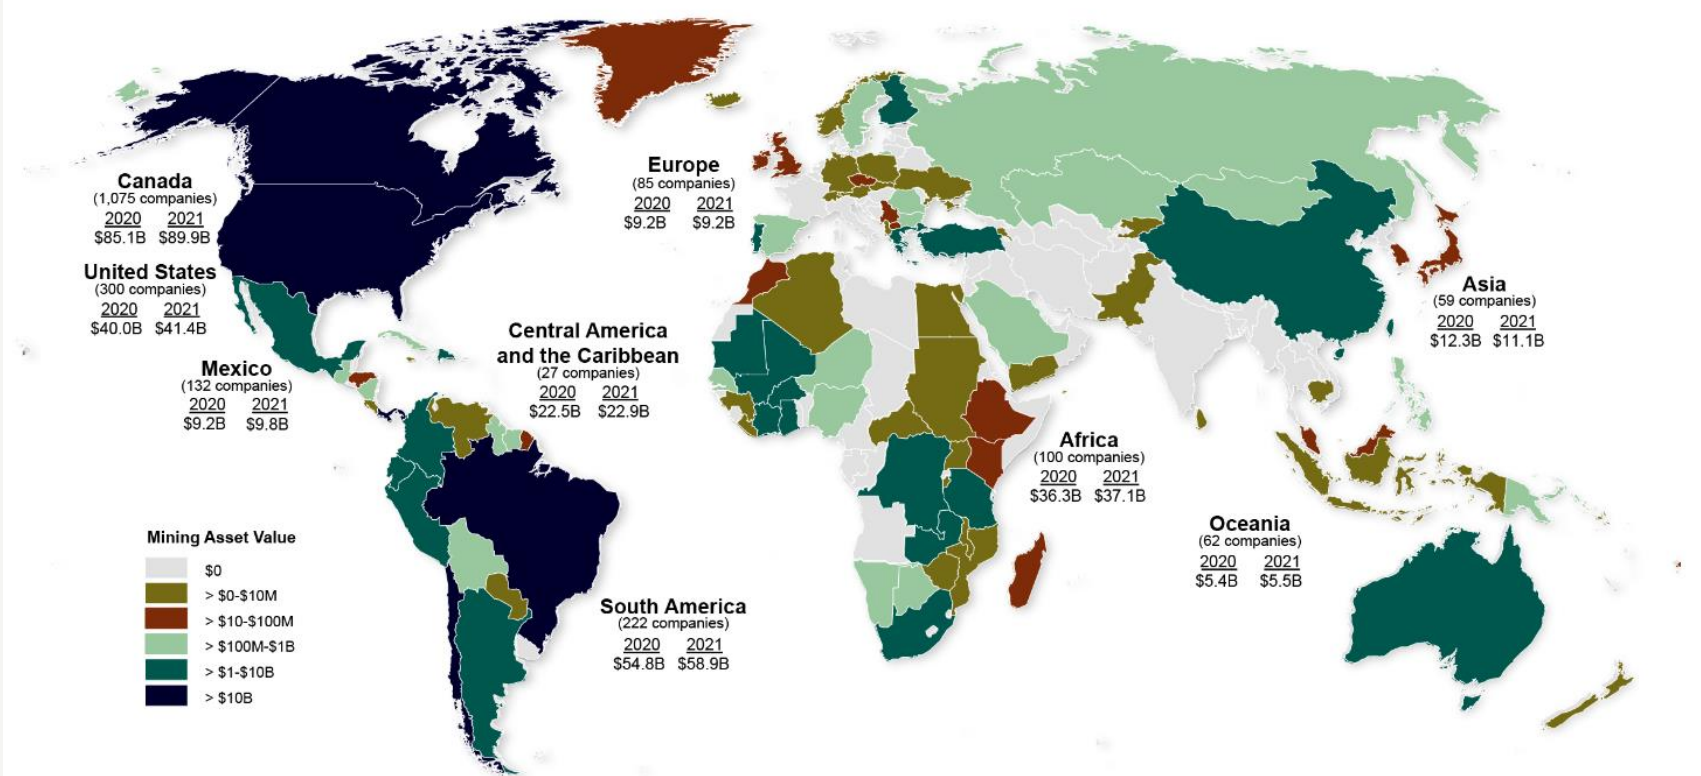 Canada
(1,075 companies)
2020 2021
$85.1B $89.9B
United States
(300 companies)
2020 2021
$40.0B $41.4B
Mexico
(132 companies)
2020 2021
$9.2B $9.8B
Central America
and the Caribbean
(27 companies)
2020 2021
$22.5B $22.9B
Europe
(85 companies)
2020 2021
$9.2B $9.2B
Asia
(59 companies)
2020 2021
$12.3B $11.1B
Africa
(100 companies)
2020 2021
$36.3B $37.1B
Oceania
(62 companies)
2020 2021
$5.4B $5.5B
South America
(222 companies)
2020 2021
$54.8B $58.9B
Mining Asset Value
$0
> $0-$10M
> $10-$100M
> $100M-$1B
> $1-$10B
> $10B